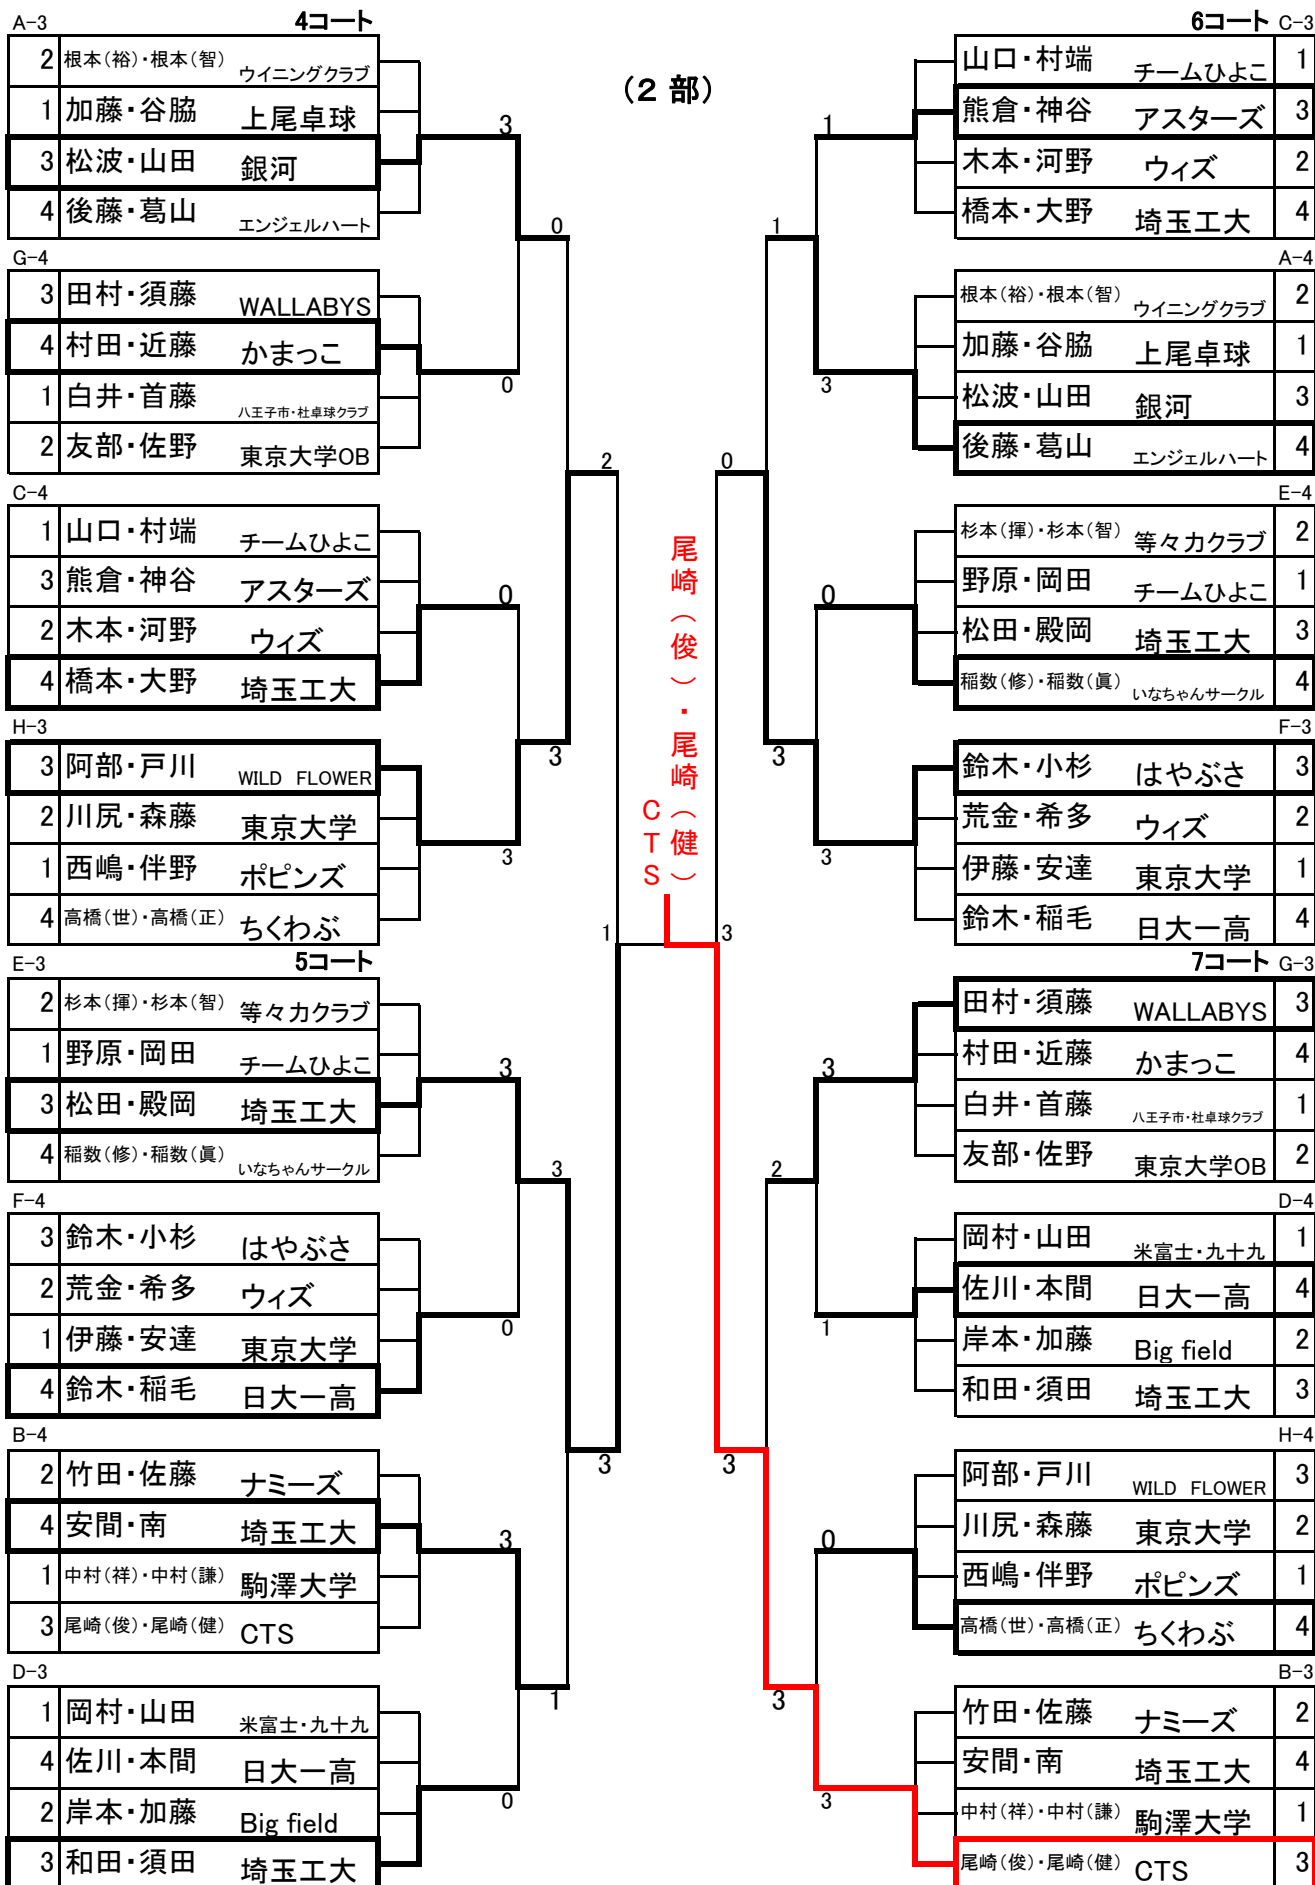 (２ 部)
A-3 4コート
2 根本(裕)・根本(智) ウイニングクラブ
1 加藤・谷脇 上尾卓球
3 松波・山田 銀河
4 後藤・葛山 エンジェルハート
3
0
G-4
3 田村・須藤 WALLABYS
4 村田・近藤 かまっこ
1 白井・首藤 八王子市・社卓球クラブ
2 友部・佐野 東京大学OB
0
2
C-4
1 山口・村端 チームひよこ
3 熊倉・神谷 アスターズ
2 木本・河野 ウィズ
4 橋本・大野 埼玉工大
0
3
H-3
3 阿部・戸川 WILD FLOWER
2 川尻・森藤 東京大学
1 西嶋・伴野 ポピンズ
4 高橋(世)・高橋(正) ちくわぶ
3
1
E-3 5コート
2 杉本(揮)・杉本(智) 等々力クラブ
1 野原・岡田 チームひよこ
3 松田・殿岡 埼玉工大
4 稲数(修)・稲数(眞) いなちゃんサークル
3
3
F-4
3 鈴木・小杉 はやぶさ
2 荒金・希多 ウィズ
1 伊藤・安達 東京大学
4 鈴木・稲毛 日大一高
0
3
B-4
2 竹田・佐藤 ナミーズ
4 安間・南 埼玉工大
1 中村(祥)・中村(謙) 駒澤大学
3 尾崎(俊)・尾崎(健) CTS
3
1
D-3
1 岡村・山田 米富士・九十九
4 佐川・本間 日大一高
2 岸本・加藤 Big field
3 和田・須田 埼玉工大
0
尾崎(俊)・尾崎(健)
CTS
6コート C-3
山口・村端 チームひよこ 1
熊倉・神谷 アスターズ 3
木本・河野 ウィズ 2
橋本・大野 埼玉工大 4
1
1
A-4
根本(裕)・根本(智) ウイニングクラブ 2
加藤・谷脇 上尾卓球 1
松波・山田 銀河 3
後藤・葛山 エンジェルハート 4
3
0
E-4
杉本(揮)・杉本(智) 等々力クラブ 2
野原・岡田 チームひよこ 1
松田・殿岡 埼玉工大 3
稲数(修)・稲数(眞) いなちゃんサークル 4
0
3
F-3
鈴木・小杉 はやぶさ 3
荒金・希多 ウィズ 2
伊藤・安達 東京大学 1
鈴木・稲毛 日大一高 4
3
3
7コート G-3
田村・須藤 WALLABYS 3
村田・近藤 かまっこ 4
白井・首藤 八王子市・社卓球クラブ 1
友部・佐野 東京大学OB 2
3
2
D-4
岡村・山田 米富士・九十九 1
佐川・本間 日大一高 4
岸本・加藤 Big field 2
和田・須田 埼玉工大 3
1
3
H-4
阿部・戸川 WILD FLOWER 3
川尻・森藤 東京大学 2
西嶋・伴野 ポピンズ 1
高橋(世)・高橋(正) ちくわぶ 4
0
3
B-3
竹田・佐藤 ナミーズ 2
安間・南 埼玉工大 4
中村(祥)・中村(謙) 駒澤大学 1
尾崎(俊)・尾崎(健) CTS 3
3